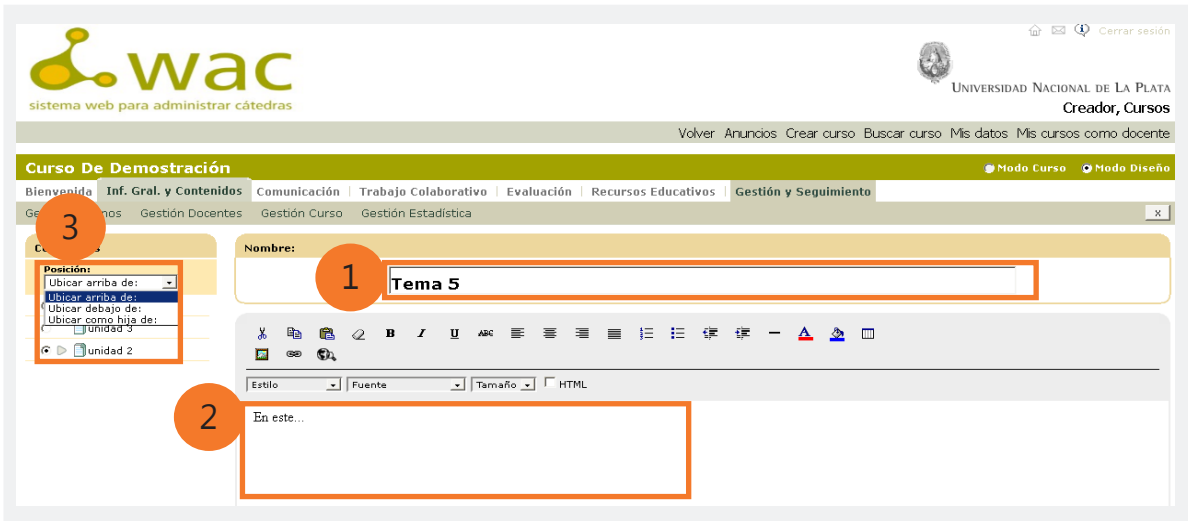 Cerrar sesión
wac
sistema web para administrar cátedras
UNIVERSIDAD NACIONAL DE LA PLATA
Creador, Cursos
Volver Anuncios Crear curso Buscar curso Mis datos Mis cursos como docente
Curso De Demostración
Modo Curso Modo Diseño
Bienvenida Inf. Gral. y Contenidos Comunicación Trabajo Colaborativo Evaluación Recursos Educativos Gestión y Seguimiento
Gestión Docentes Gestión Curso Gestión Estadística x
3
Nombre:
Posición:
Ubicar arriba de:
Ubicar arriba de:
Ubicar debajo de:
Ubicar como hija de:
unidad 3
unidad 2
1
Tema 5
B I U ABC A
Estilo Fuente Tamaño HTML
2
En este...